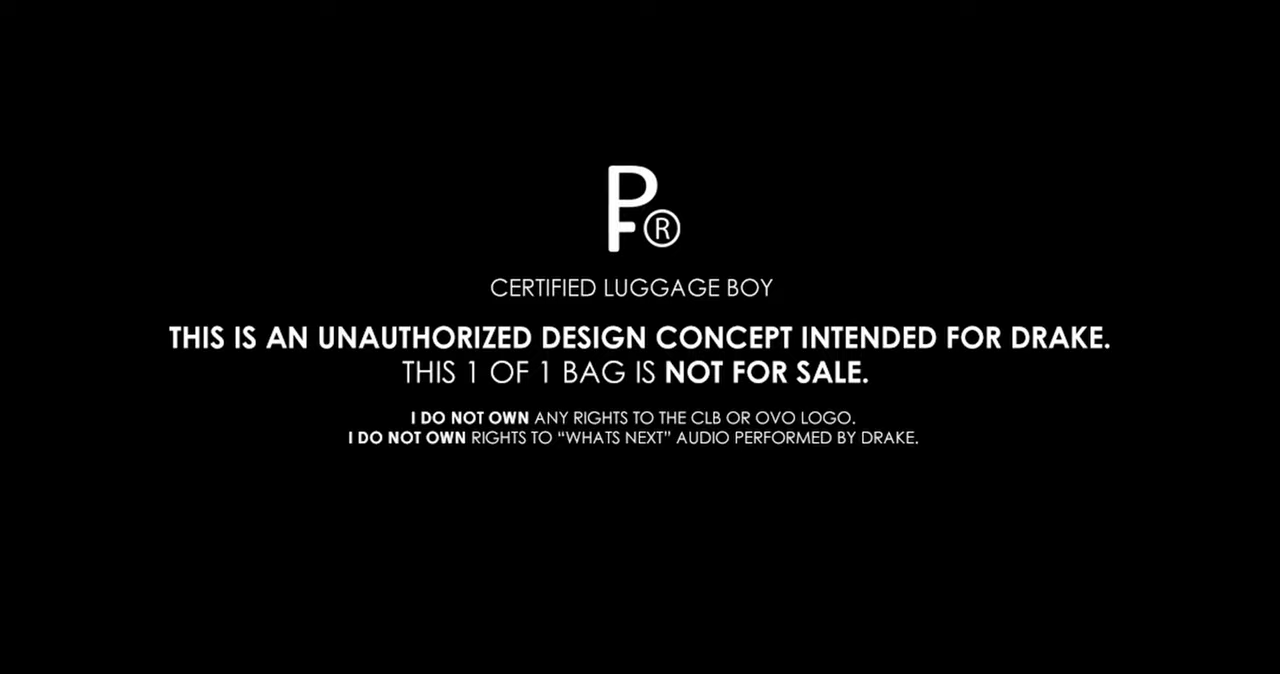 PF®
CERTIFIED LUGGAGE BOY
THIS IS AN UNAUTHORIZED DESIGN CONCEPT INTENDED FOR DRAKE.
THIS 1 OF 1 BAG IS NOT FOR SALE.
I DO NOT OWN ANY RIGHTS TO THE CLB OR OVO LOGO.
I DO NOT OWN RIGHTS TO “WHATS NEXT” AUDIO PERFORMED BY DRAKE.